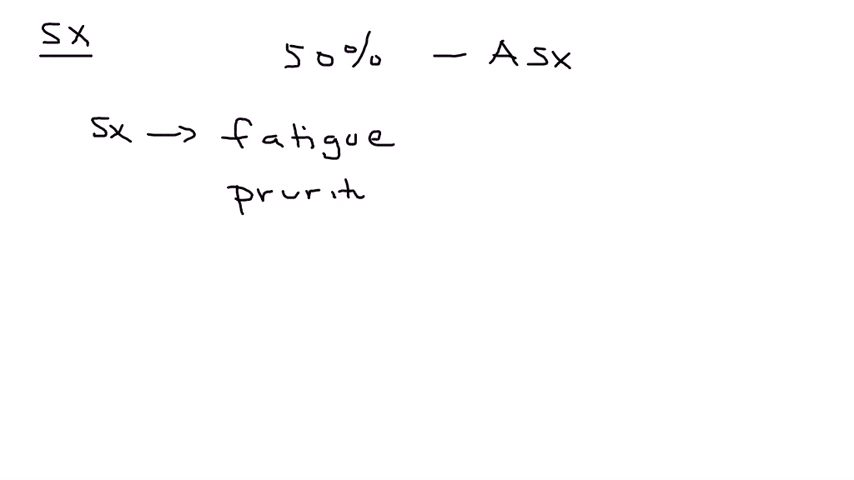 Sx
50% — ASx
Sx → fatigue
prurit